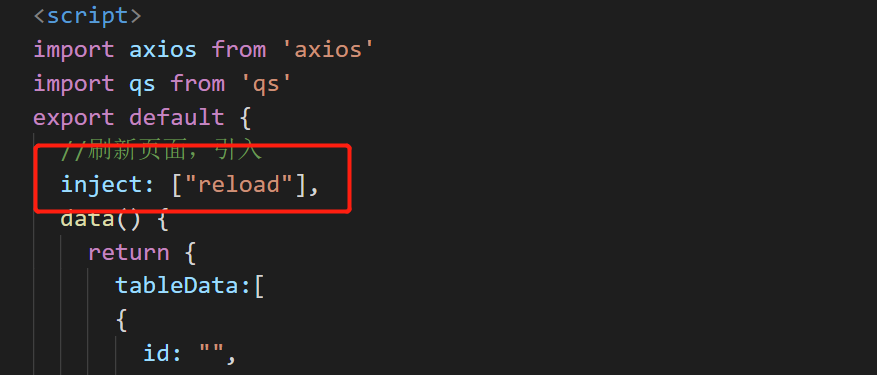 <script>
import axios from 'axios'
import qs from 'qs'
export default {
//刷新页面，引入
inject: ["reload"],
data() {
return {
tableData:[
{
id: "",